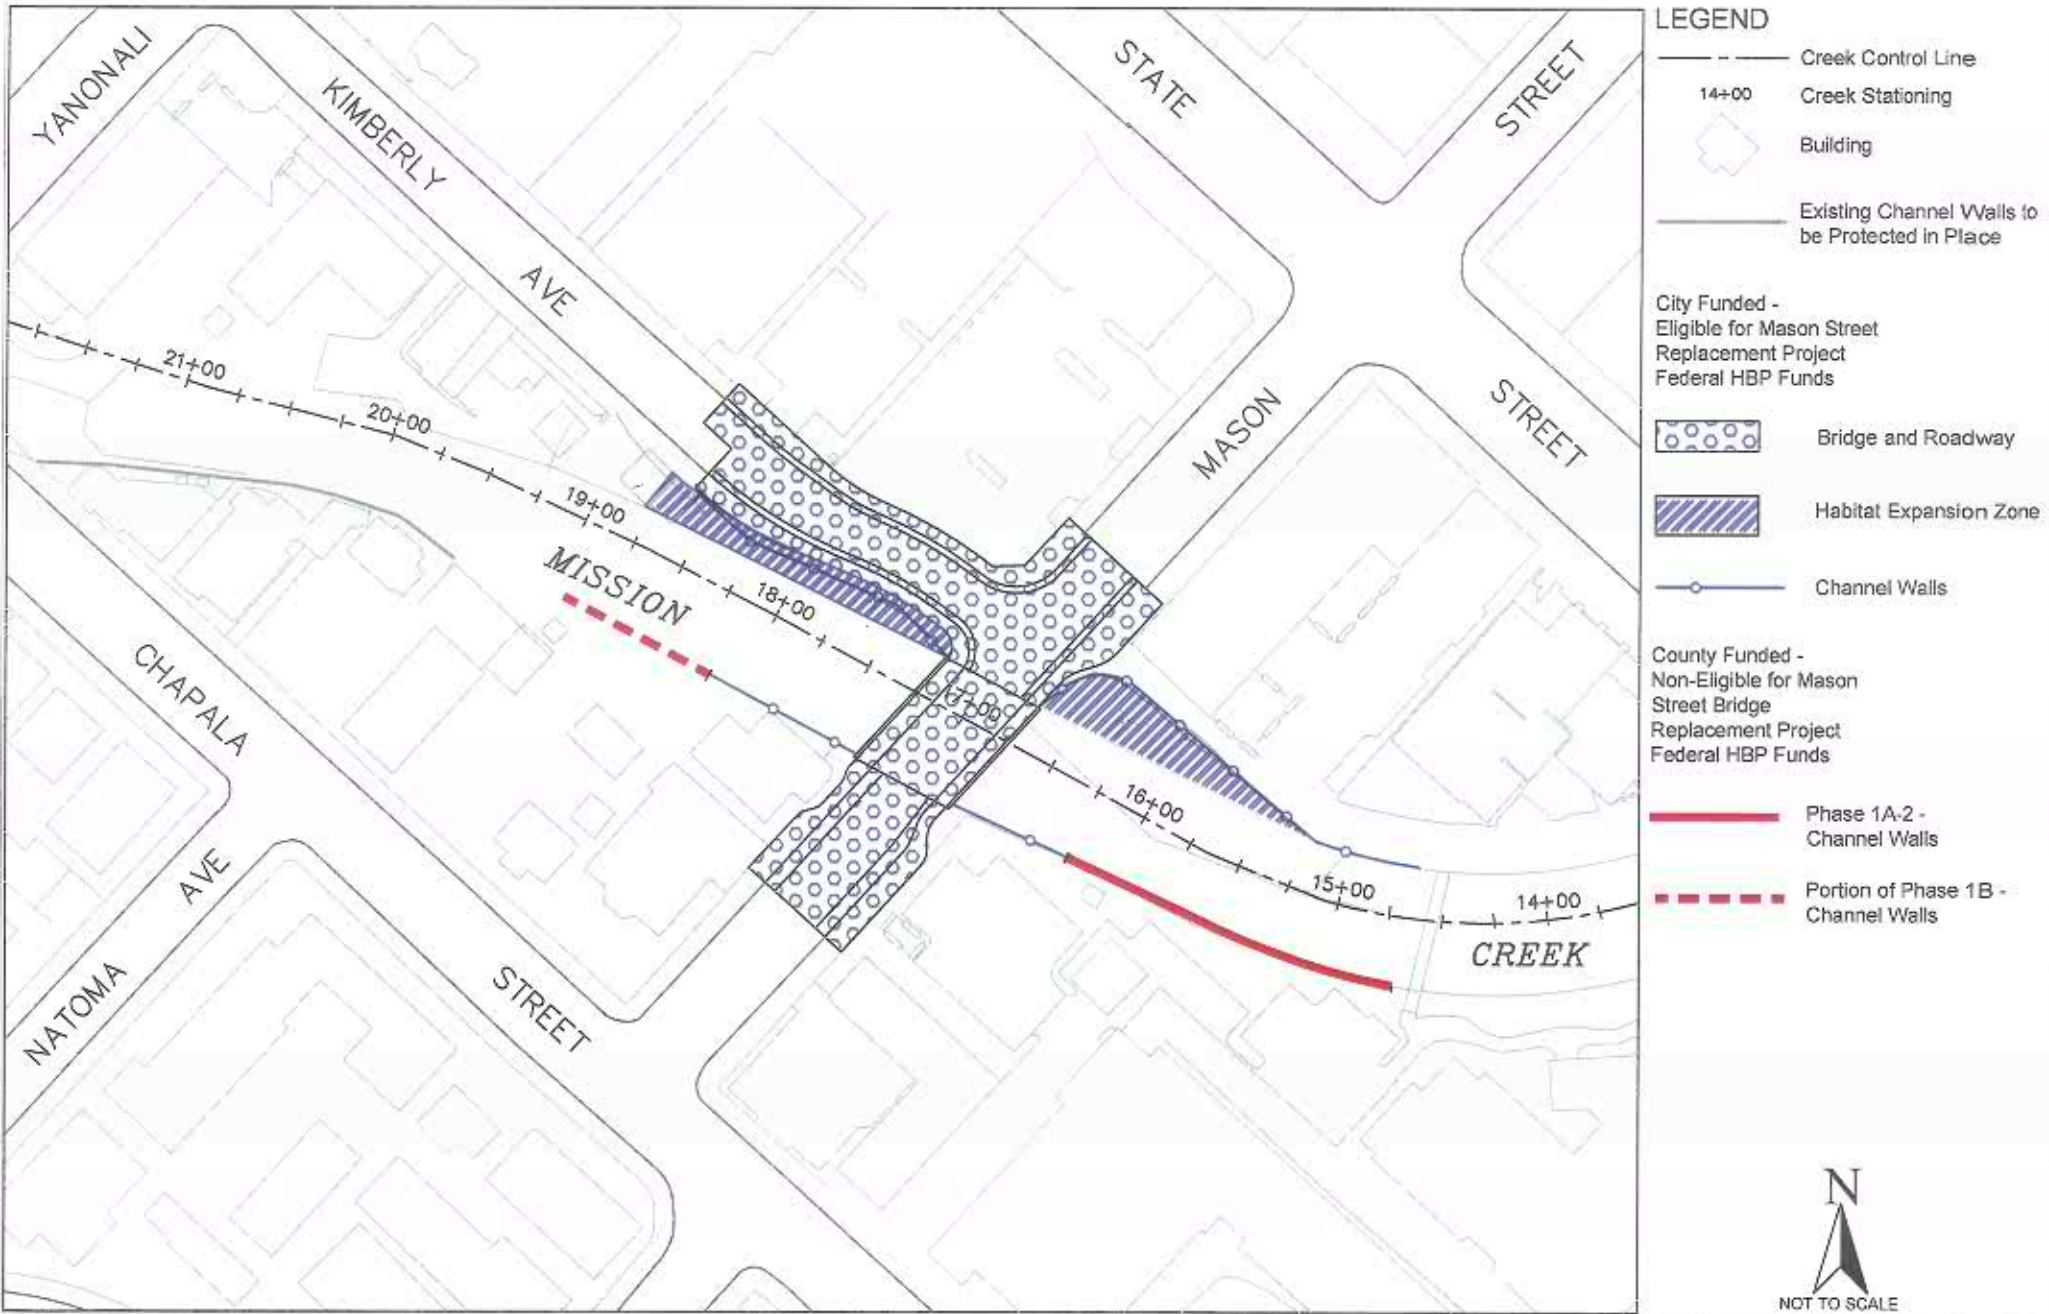 YANONALI
KIMBERLY
AVE
STATE
STREET
MASON
STREET
21+00
20+00
19+00
MISSION
18+00
16+00
15+00
14+00
CREEK
CHAPALA
STREET
NATOMA
AVE
LEGEND
Creek Control Line
14+00 Creek Stationing
Building
Existing Channel Walls to
be Protected in Place
City Funded -
Eligible for Mason Street
Replacement Project
Federal HBP Funds
Bridge and Roadway
Habitat Expansion Zone
Channel Walls
County Funded -
Non-Eligible for Mason
Street Bridge
Replacement Project
Federal HBP Funds
Phase 1A-2 -
Channel Walls
Portion of Phase 1B -
Channel Walls
N
NOT TO SCALE